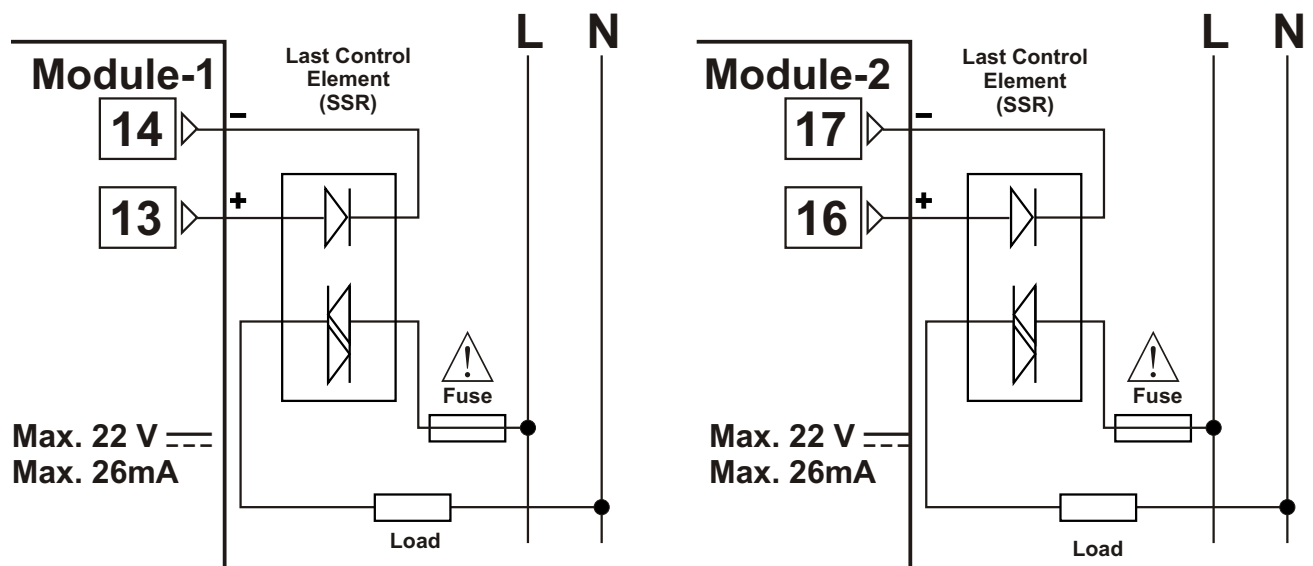 L N
Module-1
Last Control
Element
(SSR)
14
-
13
+
Fuse
Max. 22 V
Max. 26mA
Load
L N
Module-2
Last Control
Element
(SSR)
17
-
16
+
Fuse
Max. 22 V
Max. 26mA
Load